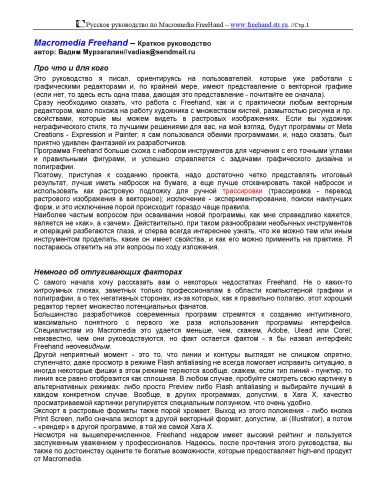 Русское руководство по Macromedia FreeHand – www.freehand.str.ru. //Стр.1
Macromedia Freehand – Краткое руководство
автор: Вадим Мурзагалин//vadias@sendmail.ru
Про что и для кого
Это руководство я писал, ориентируясь на пользователей, которые уже работали с
графическими редакторами и, по крайней мере, имеют представление о векторной графике
(если нет, то здесь есть одна глава, дающая это представление - почитайте ее сначала).
Сразу необходимо сказать, что работа с Freehand, как и с практически любым векторным
редактором, мало похожа на работу художника с множеством кистей, размытостью рисунка и пр.
свойствами, которые мы можем видеть в растровых изображениях. Если вы художник
неграфического стиля, то лучшими решениями для вас, на мой взгляд, будут программы от Meta
Creations - Expression и Painter; я сам пользовался обеими программами, и, надо сказать, был
приятно удивлен фантазией их разработчиков.
Программа Freehand больше схожа с набором инструментов для черчения с его точными углами
и правильными фигурами, и успешно справляется с задачами графического дизайна и
полиграфии.
Поэтому, приступая к созданию проекта, надо достаточно четко представлять итоговый
результат, лучше иметь набросок на бумаге, а еще лучше отсканировать такой набросок и
использовать как растровую подложку для ручной трассировки (трассировка - перевод
растрового изображения в векторное); исключение - экспериментирование, поиски наилучших
форм, и это исключение порой происходит гораздо чаще правила.
Наиболее частым вопросом при осваивании новой программы, как мне справедливо кажется,
является не «как», а «зачем». Действительно, при таком разнообразии необычных инструментов
и операций разбегаются глаза, и сперва всегда интереснее узнать, что же можно тем или иным
инструментом проделать, какие он имеет свойства, и как его можно применить на практике. Я
постараюсь ответить на эти вопросы по ходу изложения.
Немного об отпугивающих факторах
С самого начала хочу рассказать вам о некоторых недостатках Freehand. Не о каких-то
хитроумных глюках, заметных только профессионалам в области компьютерной графики и
полиграфии, а о тех негативных сторонах, из-за которых, как я правильно полагаю, этот хороший
редактор теряет множество потенциальных фанатов.
Большинство разработчиков современных программ стремятся к созданию интуитивного,
максимально понятного с первого же раза использования программы интерфейса.
Специалистам из Macromedia это удается меньше, чем, скажем, Adobe, Ulead или Corel;
неизвестно, чем они руководствуются, но факт остается фактом - я бы назвал интерфейс
Freehand неочевидным.
Другой неприятный момент - это то, что линии и контуры выглядят не слишком опрятно,
ступенчато; даже просмотр в режиме Flash antialiasing не всегда помогает исправить ситуацию, а
иногда некоторые фишки в этом режиме теряются вообще; скажем, если тип линий - пунктир, то
линия все равно отобразится как сплошная. В любом случае, пробуйте смотреть свою картинку в
альтернативных режимах: либо просто Preview либо Flash antialiasing и выбирайте лучший в
каждом конкретном случае. Вообще, в других программах, допустим, в Xara X, качество
просматриваемой картинки регулируется специальным ползунком, что очень удобно.
Экспорт в растровые форматы также порой хромает. Выход из этого положения - либо кнопка
Print Screen, либо сначала экспорт в другой векторный формат, допустим, .ai (Illustrator), а потом
- «рендер» в другой программе, в той же самой Xara X.
Несмотря на вышеперечисленное, Freehand недаром имеет высокий рейтинг и пользуется
заслуженным уважением у профессионалов. Надеюсь, после прочтения этого руководства, вы
также по достоинству оцените те богатые возможности, которые предоставляет high-end продукт
от Macromedia.